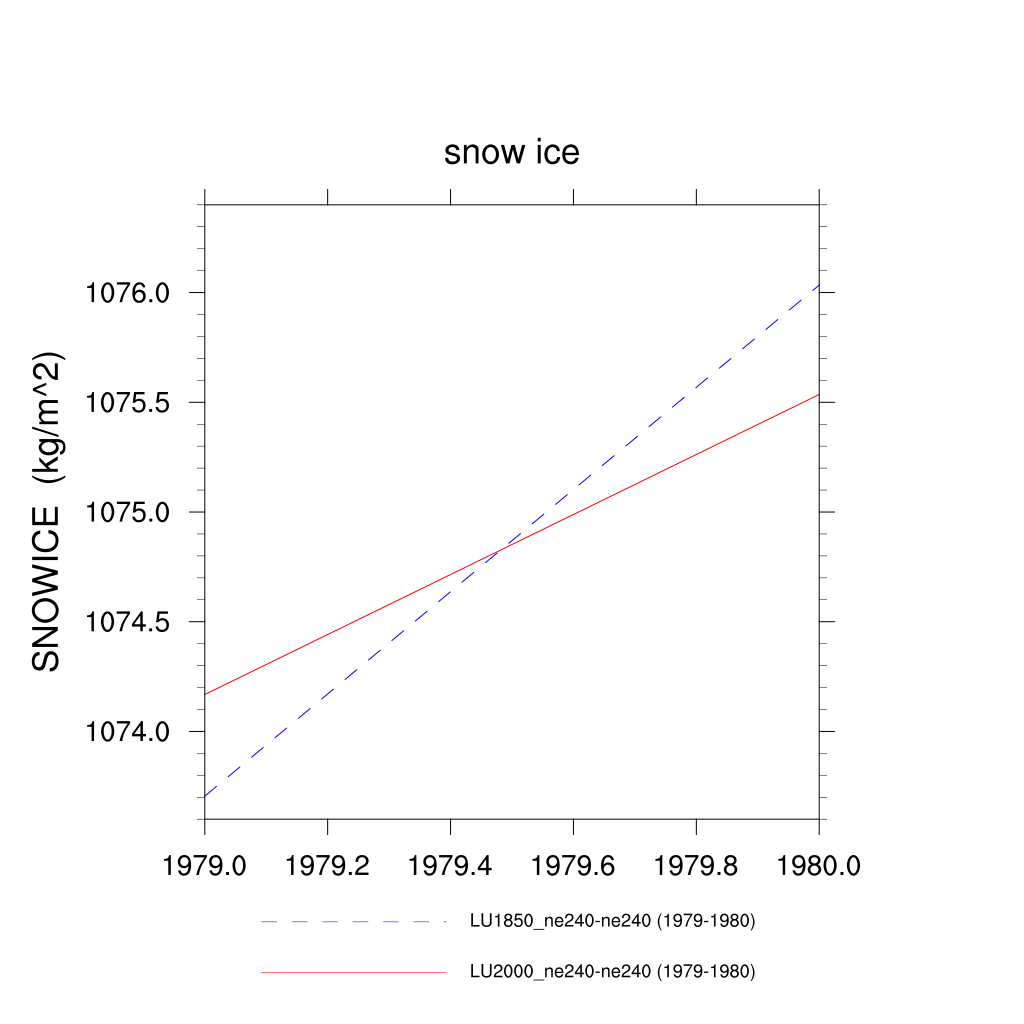 snow ice
SNOWICE (kg/m^2)
1076.0
1075.5
1075.0
1074.5
1074.0
1979.0 1979.2 1979.4 1979.6 1979.8 1980.0
LU1850_ne240-ne240 (1979-1980)
LU2000_ne240-ne240 (1979-1980)